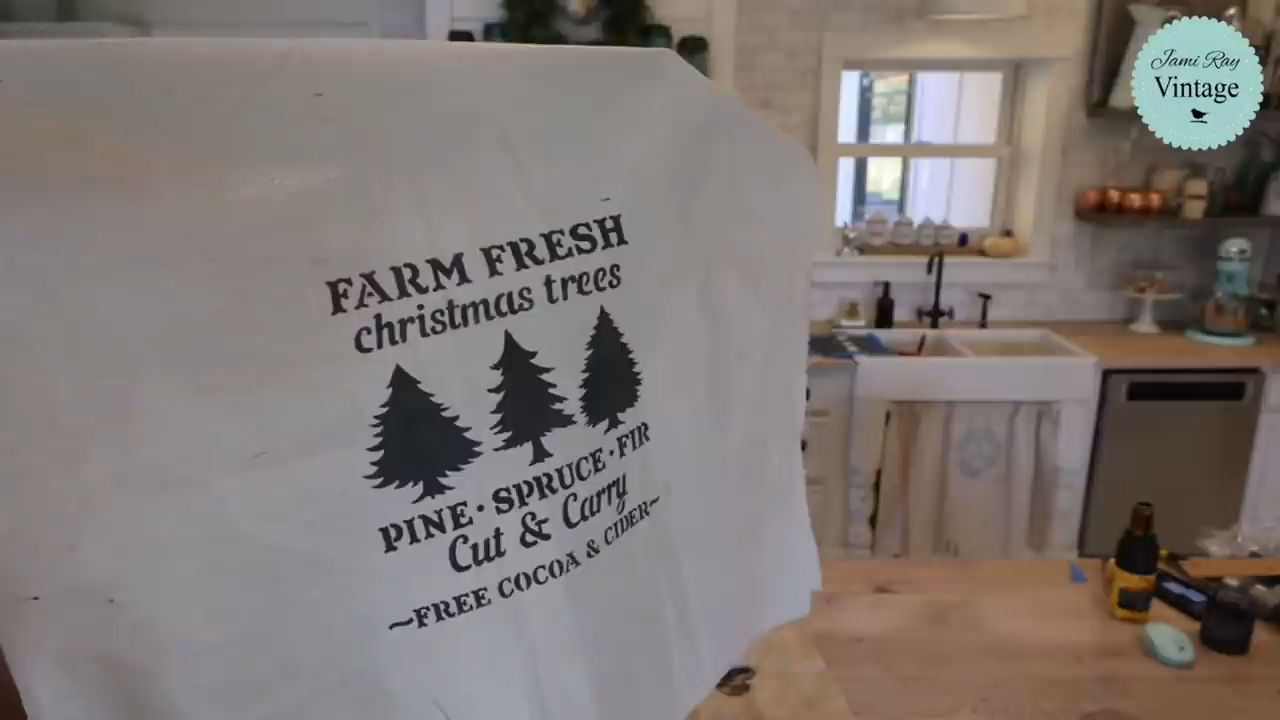 Jami Ray
Vintage
FARM FRESH
christmas trees
PINE · SPRUCE · FIR
Cut & Carry
~FREE COCOA & CIDER~